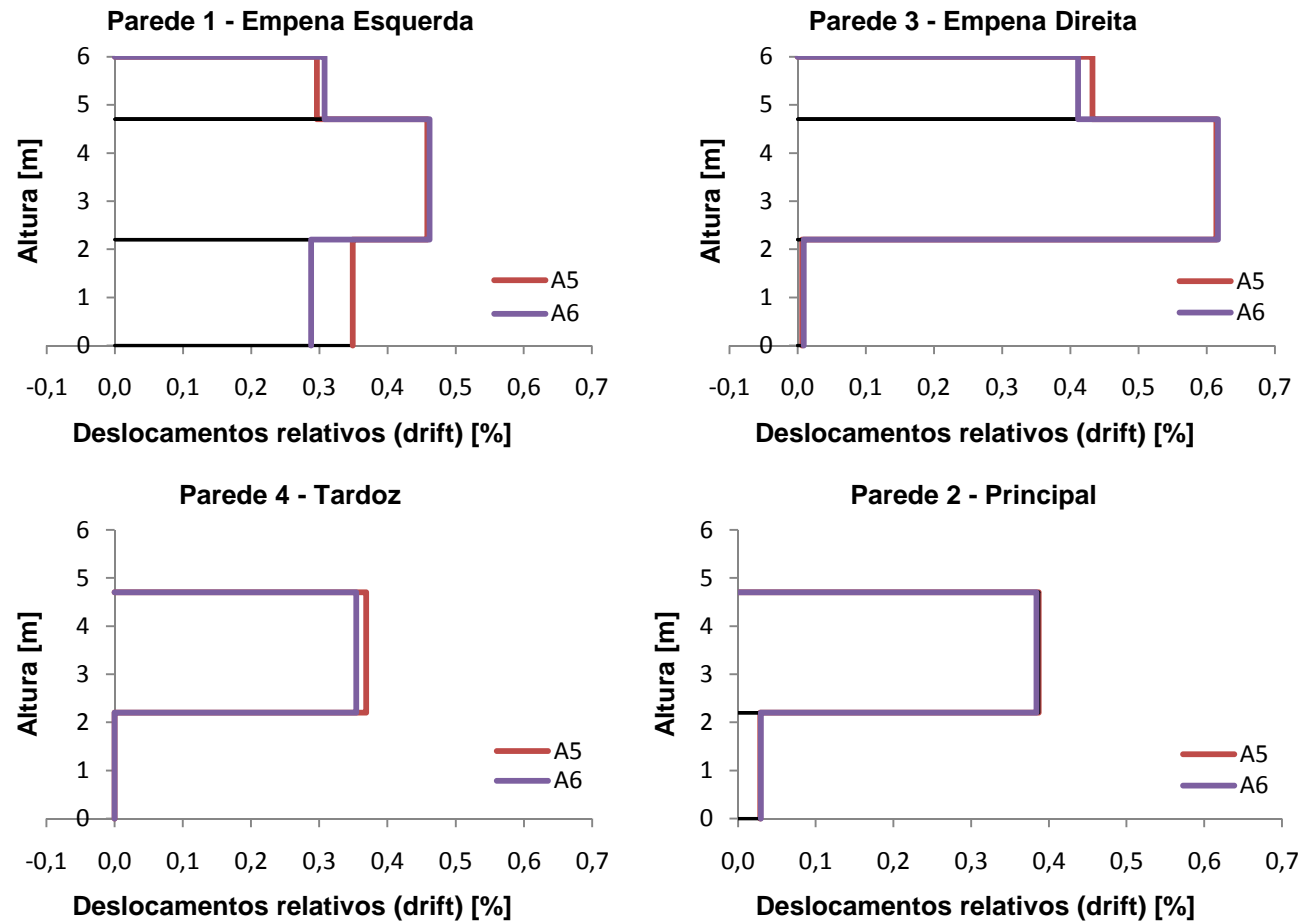 Parede 1 - Empena Esquerda
6
5
4
3
2
1
0
Altura [m]
A5
A6
-0,1 0,0 0,1 0,2 0,3 0,4 0,5 0,6 0,7
Deslocamentos relativos (drift) [%]
Parede 3 - Empena Direita
6
5
4
3
2
1
0
Altura [m]
A5
A6
-0,1 0,0 0,1 0,2 0,3 0,4 0,5 0,6 0,7
Deslocamentos relativos (drift) [%]
Parede 4 - Tardoz
6
5
4
3
2
1
0
Altura [m]
A5
A6
-0,1 0,0 0,1 0,2 0,3 0,4 0,5 0,6 0,7
Deslocamentos relativos (drift) [%]
Parede 2 - Principal
6
5
4
3
2
1
0
Altura [m]
A5
A6
0,0 0,1 0,2 0,3 0,4 0,5 0,6 0,7
Deslocamentos relativos (drift) [%]